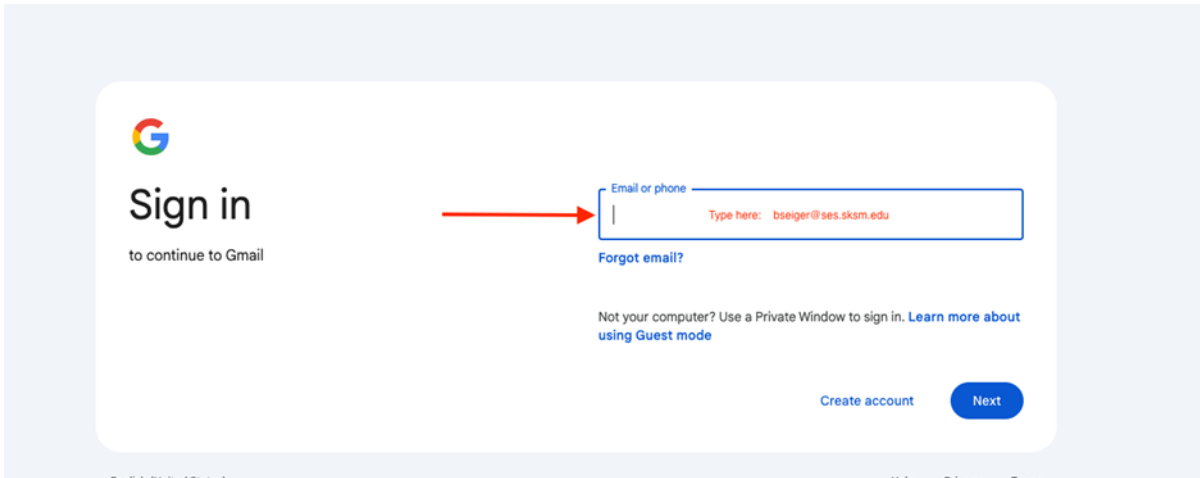 Sign in
to continue to Gmail
Email or phone
Type here: bseiger@ses.sksm.edu
Forgot email?
Not your computer? Use a Private Window to sign in. Learn more about
using Guest mode
Create account
Next